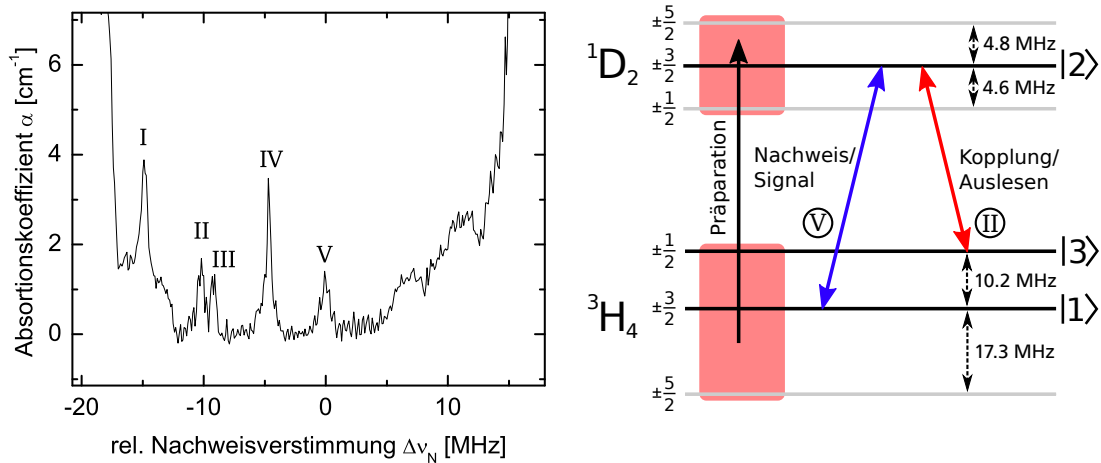 Absortionskoeffizient α [cm⁻¹]
6
4
2
0
I
II
III
IV
V
-20
-10
0
10
rel. Nachweisverstimmung Δν_N [MHz]
¹D₂
±5/2
±3/2
±1/2
4.8 MHz
4.6 MHz
|2⟩
Präparation
Nachweis/
Signal
V
Kopplung/
Auslesen
II
³H₄
±1/2
±3/2
±5/2
|3⟩
10.2 MHz
|1⟩
17.3 MHz